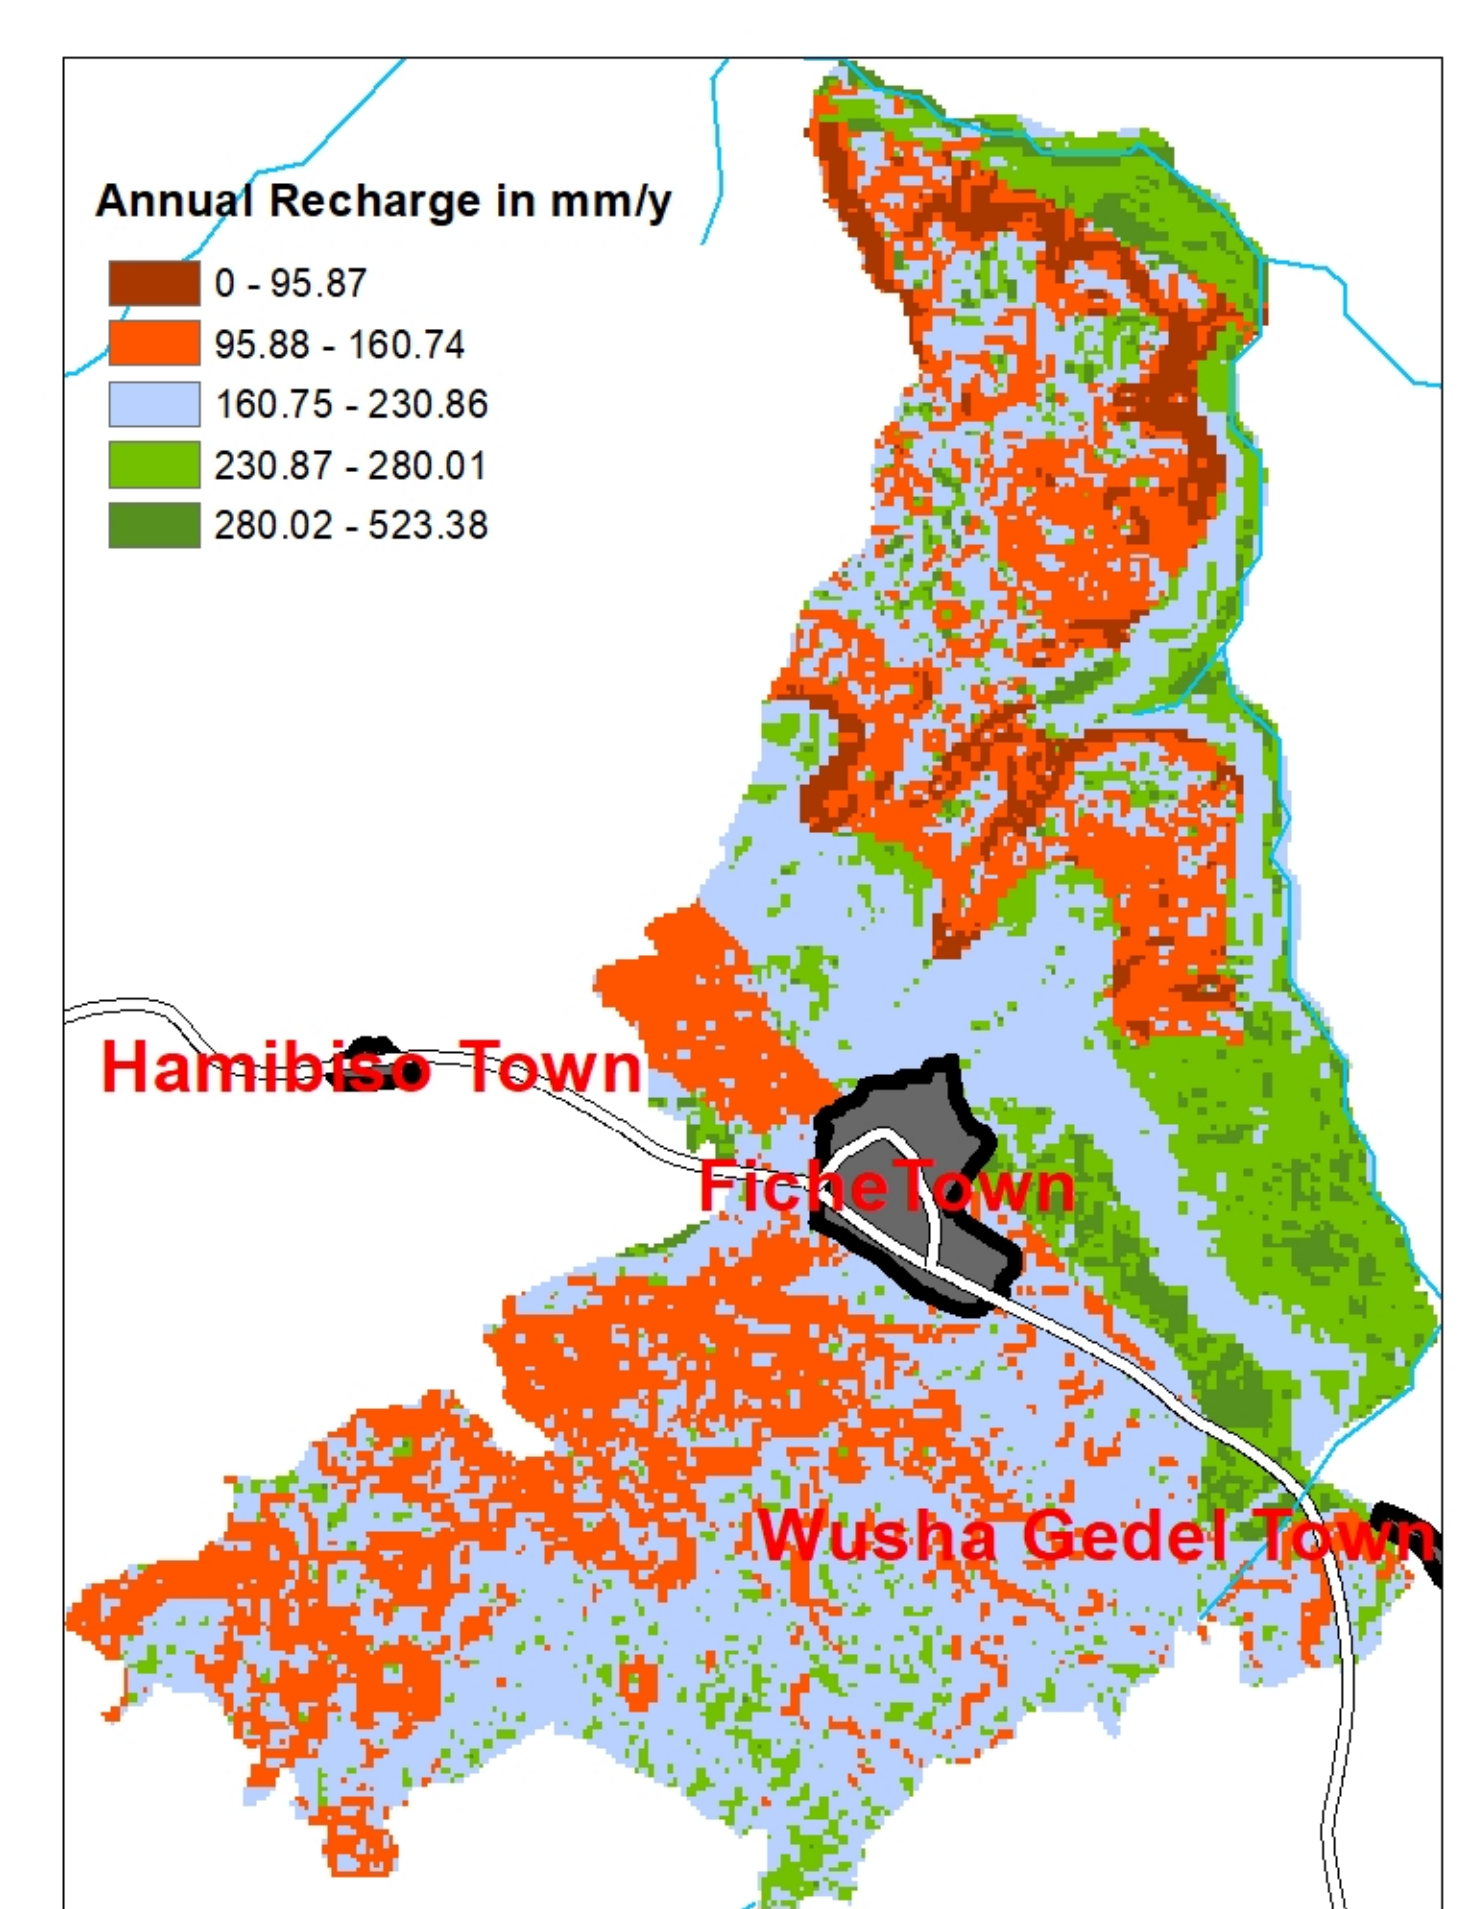 Annual Recharge in mm/y
0 - 95.87
95.88 - 160.74
160.75 - 230.86
230.87 - 280.01
280.02 - 523.38
Hamibiso Town
FicheTown
Wusha Gedel Town